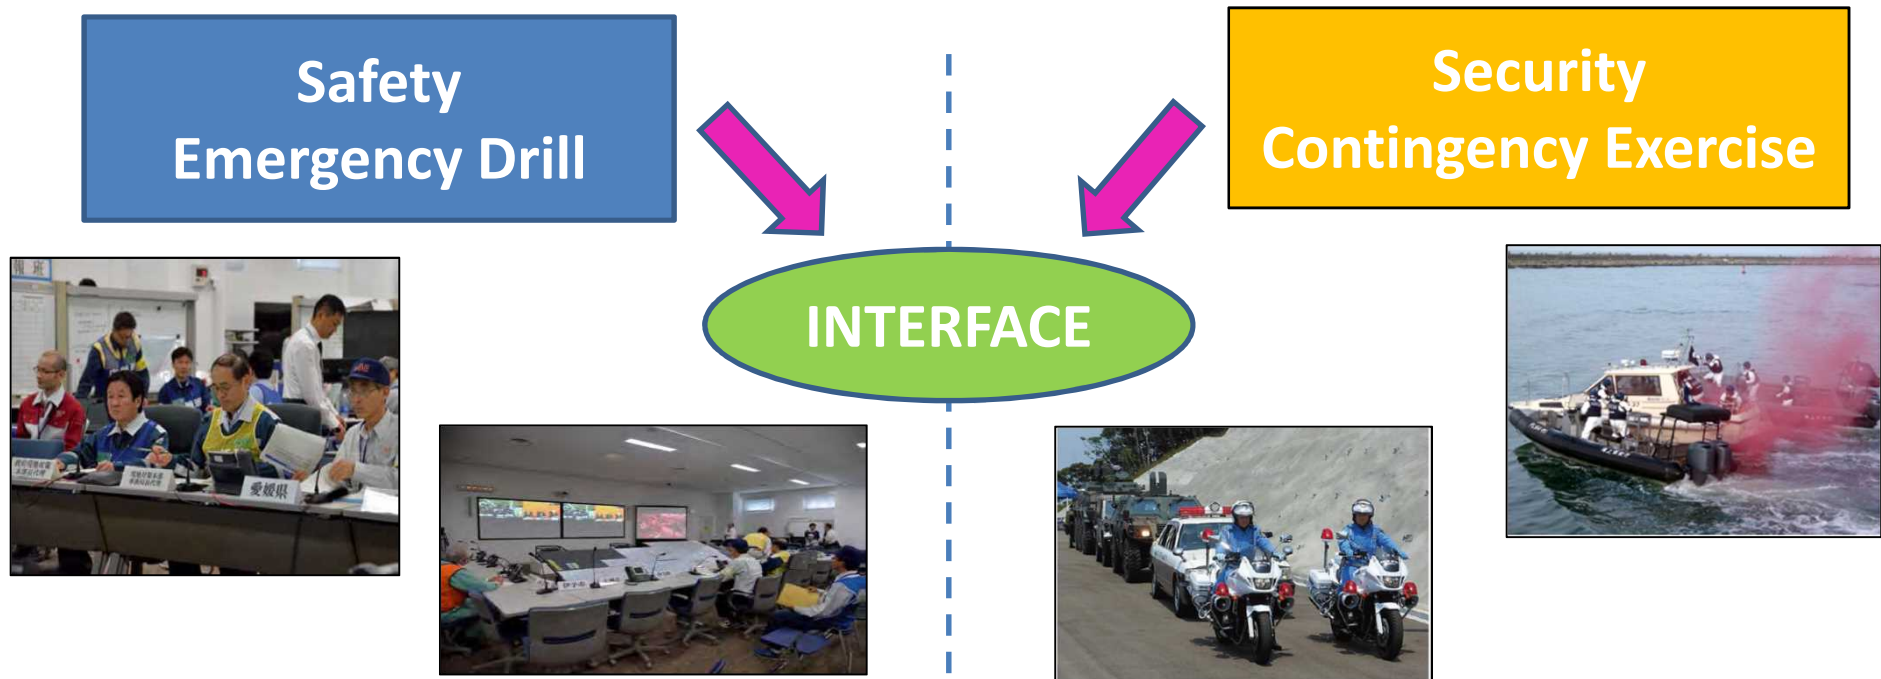 Safety
Emergency Drill
Security
Contingency Exercise
INTERFACE
愛媛県